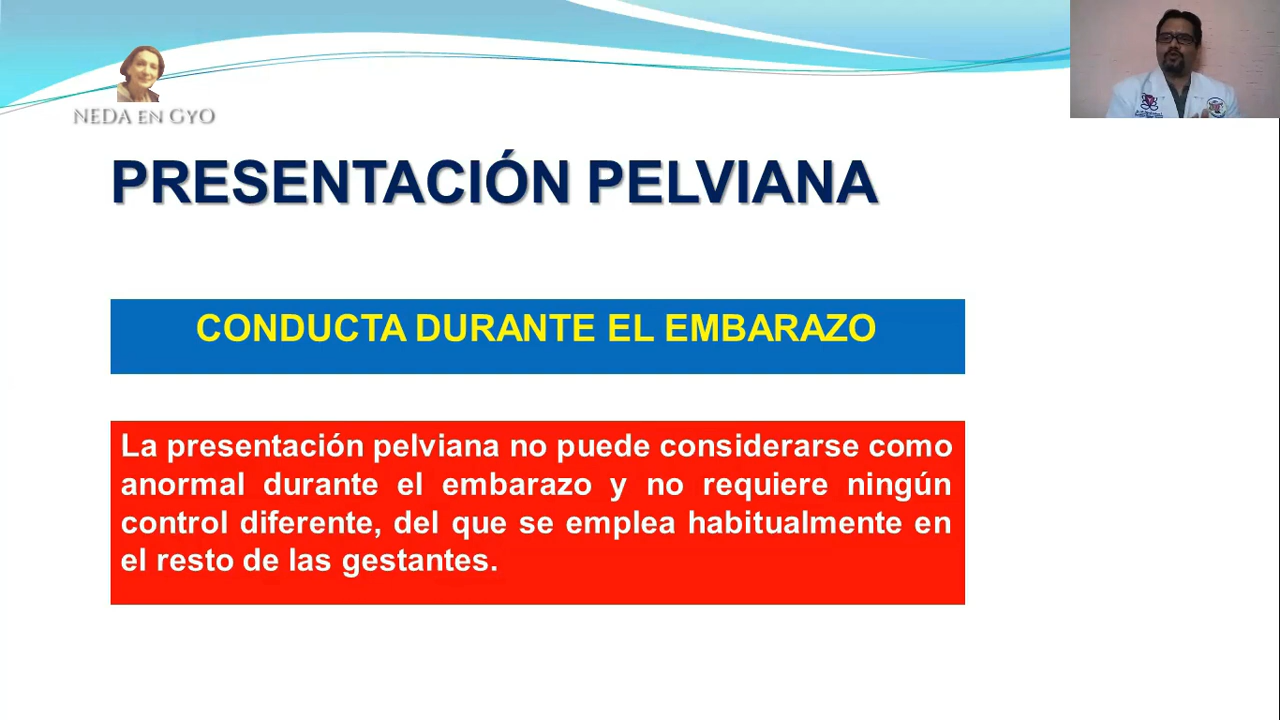 NEDA EN GYO
PRESENTACIÓN PELVIANA
CONDUCTA DURANTE EL EMBARAZO
La presentación pelviana no puede considerarse como
anormal durante el embarazo y no requiere ningún
control diferente, del que se emplea habitualmente en
el resto de las gestantes.